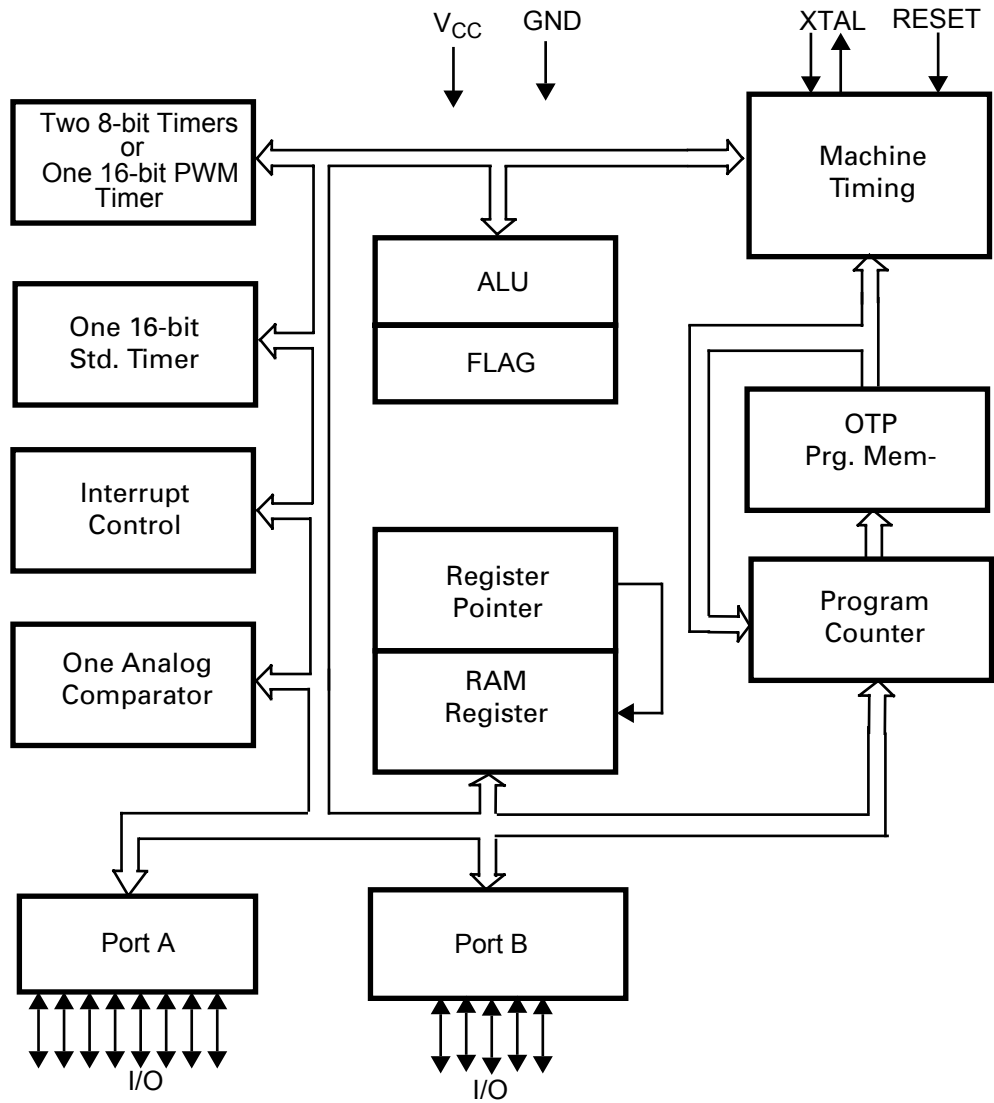 V_CC
GND
XTAL
RESET
Two 8-bit Timers
or
One 16-bit PWM
Timer
Machine
Timing
ALU
FLAG
One 16-bit
Std. Timer
OTP
Prg. Mem-
Interrupt
Control
Register
Pointer
Program
Counter
One Analog
Comparator
RAM
Register
Port A
Port B
I/O
I/O